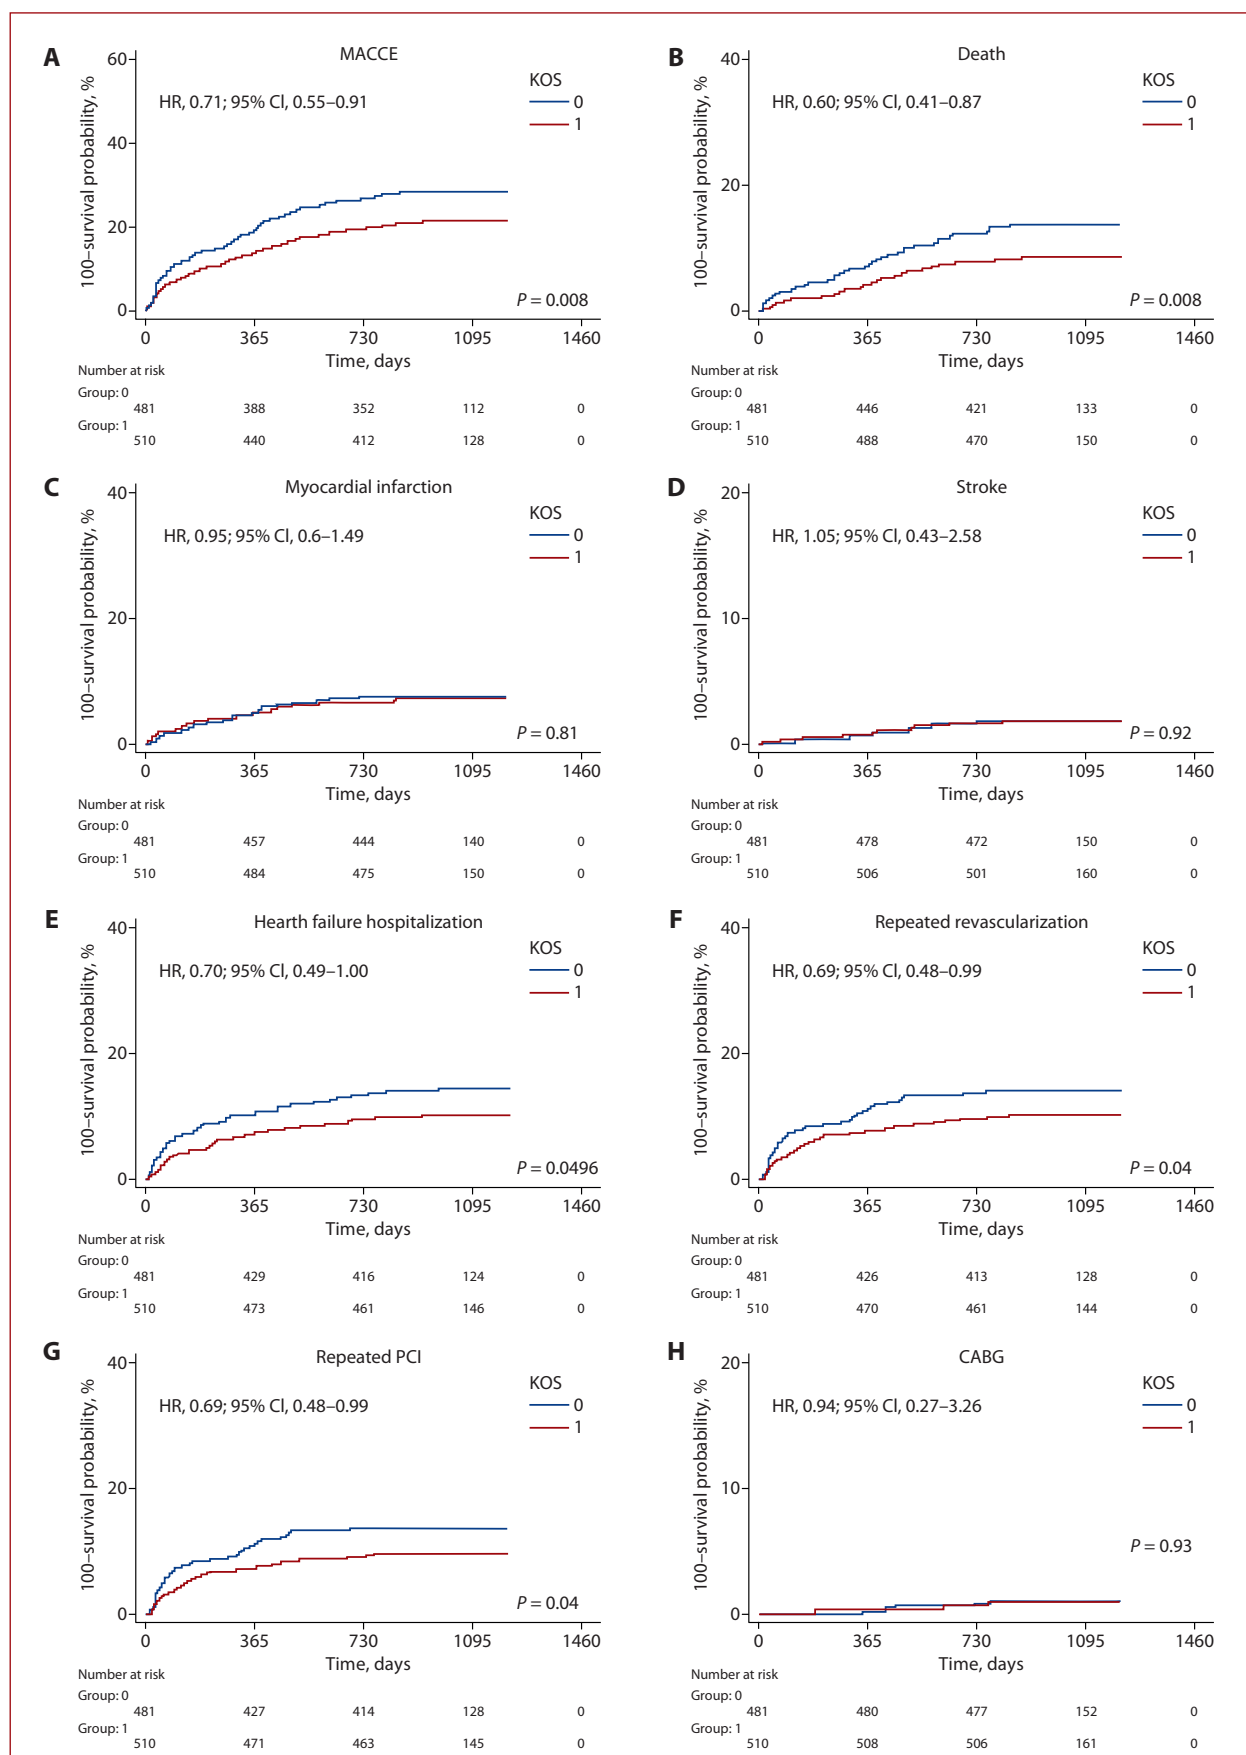 A
MACCE
100–survival probability, %
60
40
20
0
HR, 0.71; 95% CI, 0.55–0.91
KOS
0
1
P = 0.008
0 365 730 1095 1460
Time, days
Number at risk
Group: 0
481 388 352 112 0
Group: 1
510 440 412 128 0
B
Death
100–survival probability, %
40
20
0
HR, 0.60; 95% CI, 0.41–0.87
KOS
0
1
P = 0.008
0 365 730 1095 1460
Time, days
Number at risk
Group: 0
481 446 421 133 0
Group: 1
510 488 470 150 0
C
Myocardial infarction
100–survival probability, %
40
20
0
HR, 0.95; 95% CI, 0.6–1.49
KOS
0
1
P = 0.81
0 365 730 1095 1460
Time, days
Number at risk
Group: 0
481 457 444 140 0
Group: 1
510 484 475 150 0
D
Stroke
100–survival probability, %
20
10
0
HR, 1.05; 95% CI, 0.43–2.58
KOS
0
1
P = 0.92
0 365 730 1095 1460
Time, days
Number at risk
Group: 0
481 478 472 150 0
Group: 1
510 506 501 160 0
E
Hearth failure hospitalization
100–survival probability, %
40
20
0
HR, 0.70; 95% CI, 0.49–1.00
KOS
0
1
P = 0.0496
0 365 730 1095 1460
Time, days
Number at risk
Group: 0
481 429 416 124 0
Group: 1
510 473 461 146 0
F
Repeated revascularization
100–survival probability, %
40
20
0
HR, 0.69; 95% CI, 0.48–0.99
KOS
0
1
P = 0.04
0 365 730 1095 1460
Time, days
Number at risk
Group: 0
481 426 413 128 0
Group: 1
510 470 461 144 0
G
Repeated PCI
100–survival probability, %
40
20
0
HR, 0.69; 95% CI, 0.48–0.99
KOS
0
1
P = 0.04
0 365 730 1095 1460
Time, days
Number at risk
Group: 0
481 427 414 128 0
Group: 1
510 471 463 145 0
H
CABG
100–survival probability, %
20
10
0
HR, 0.94; 95% CI, 0.27–3.26
KOS
0
1
P = 0.93
0 365 730 1095 1460
Time, days
Number at risk
Group: 0
481 480 477 152 0
Group: 1
510 508 506 161 0